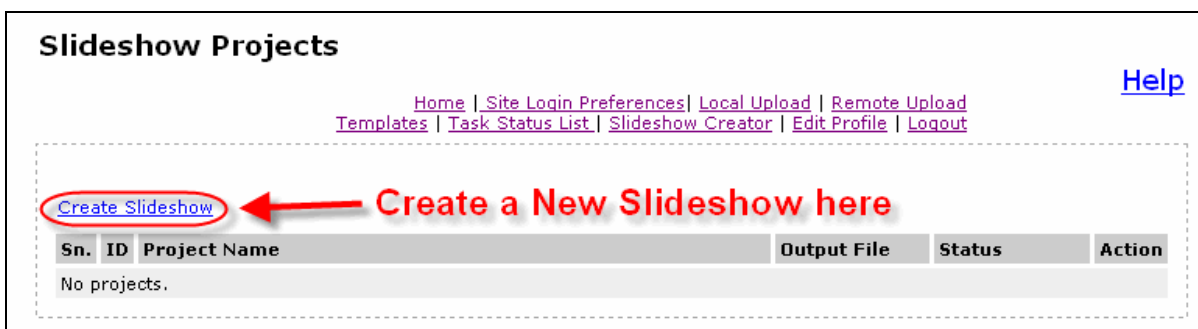 Slideshow Projects
Help
Home | Site Login Preferences| Local Upload | Remote Upload
Templates | Task Status List | Slideshow Creator | Edit Profile | Logout
Create Slideshow Create a New Slideshow here
Sn. ID Project Name Output File Status Action
No projects.